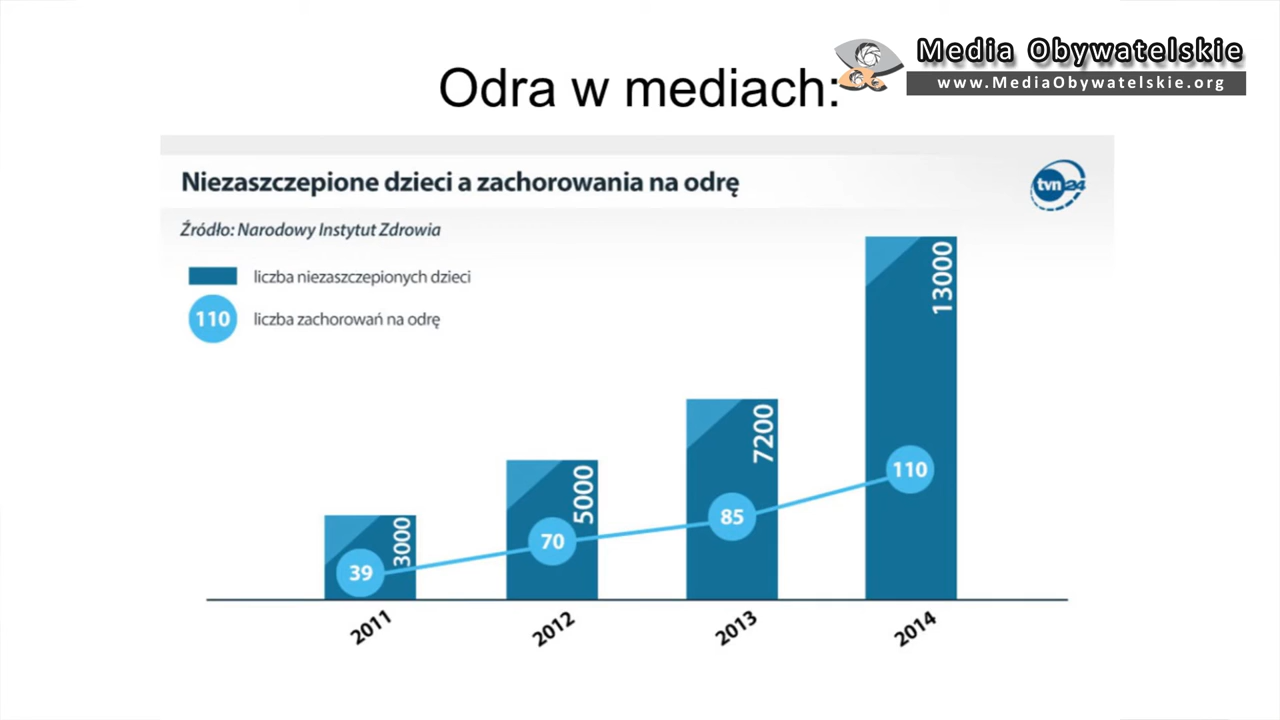 Media Obywatelskie
www.MediaObywatelskie.org
Odra w mediach:
Niezaszczepione dzieci a zachorowania na odrę
tvn24
Źródło: Narodowy Instytut Zdrowia
liczba niezaszczepionych dzieci
110 liczba zachorowań na odrę
3000
5000
7200
13000
39
70
85
110
2011
2012
2013
2014